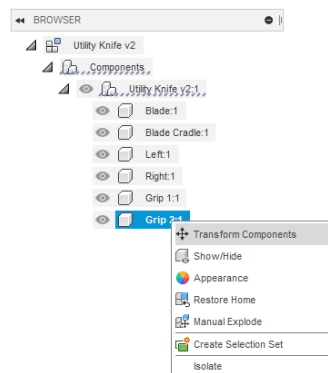 BROWSER
Utility Knife v2
Components
Utility Knife v2:1
Blade:1
Blade Cradle:1
Left:1
Right:1
Grip 1:1
Grip 2:1
Transform Components
Show/Hide
Appearance
Restore Home
Manual Explode
Create Selection Set
Isolate